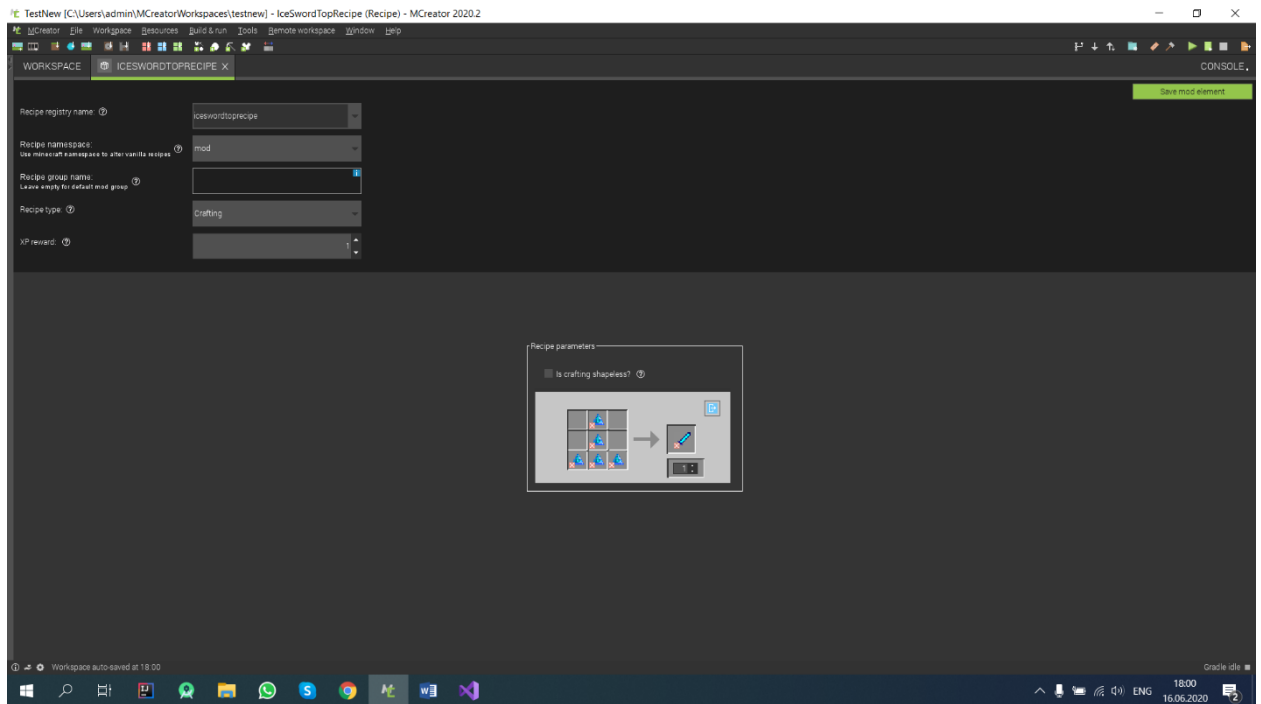 TestNew [C:\Users\admin\MCreatorWorkspaces\testnew] - IceSwordTopRecipe (Recipe) - MCreator 2020.2
MCreator File Workspace Resources Build & run Tools Remote workspace Window Help
WORKSPACE ICESWORDTOPRECIPE × CONSOLE
Save mod element
Recipe registry name: iceswordtoprecipe
Recipe namespace: mod
Use minecraft namespace to alter vanilla recipes
Recipe group name:
Leave empty for default mod group
Recipe type: Crafting
XP reward: 1
Recipe parameters
Is crafting shapeless?
1
Workspace auto-saved at 18:00 Gradle idle
ENG 18:00
16.06.2020 2